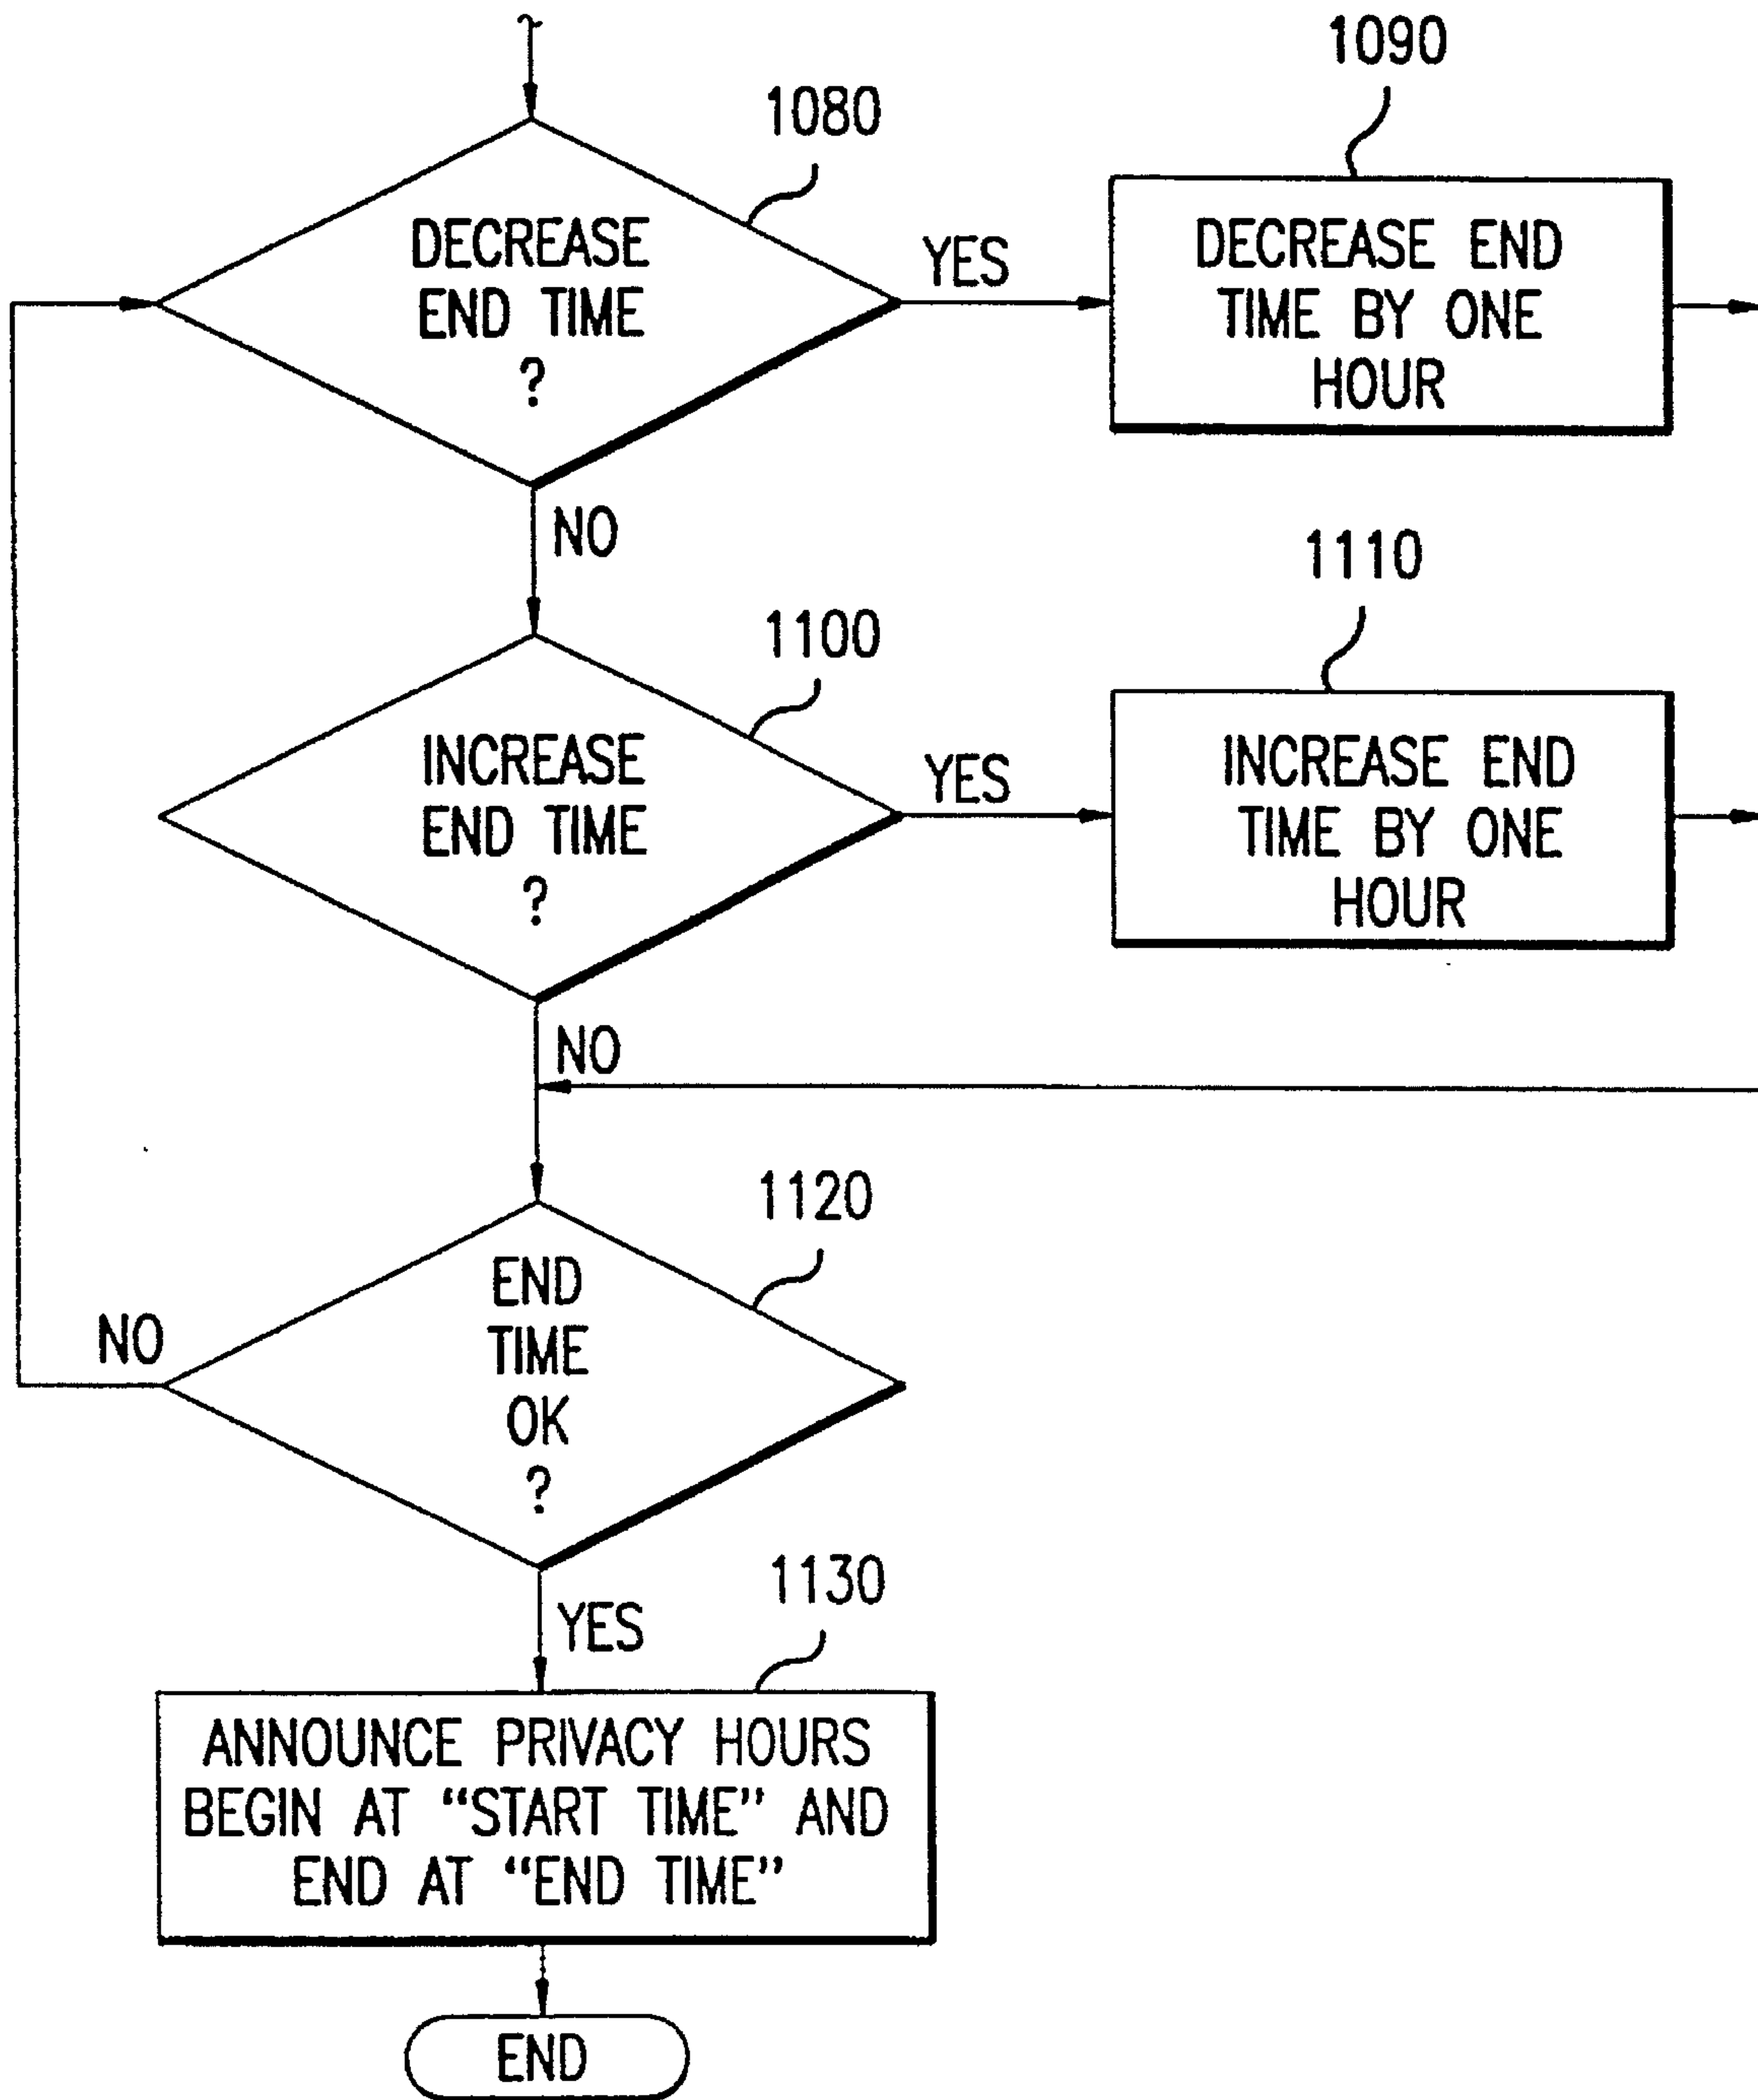 1090
1080
DECREASE
END TIME
?
YES
DECREASE END
TIME BY ONE
HOUR
NO
1110
1100
INCREASE
END TIME
?
YES
INCREASE END
TIME BY ONE
HOUR
NO
1120
END
TIME
OK
?
NO
1130
YES
ANNOUNCE PRIVACY HOURS
BEGIN AT “START TIME” AND
END AT “END TIME”
END